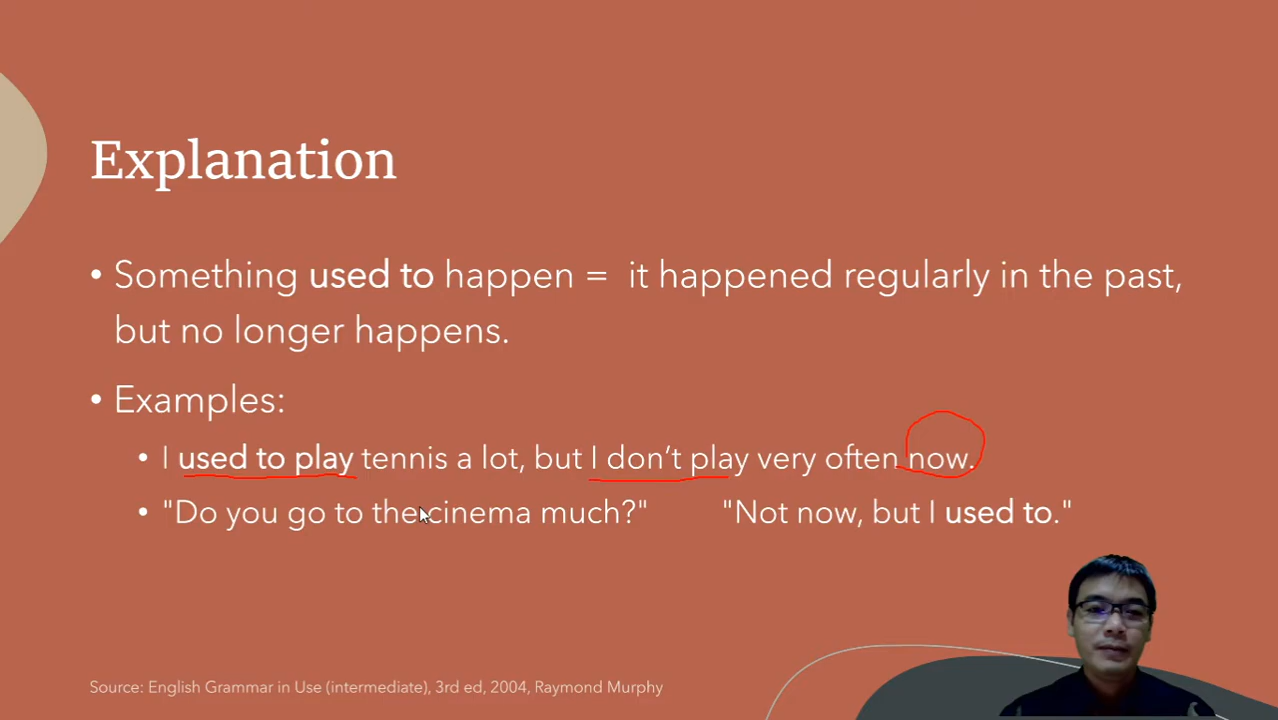 Explanation
• Something used to happen = it happened regularly in the past,
but no longer happens.
• Examples:
• I used to play tennis a lot, but I don't play very often now.
• "Do you go to the cinema much?" "Not now, but I used to."
Source: English Grammar in Use (intermediate), 3rd ed, 2004, Raymond Murphy